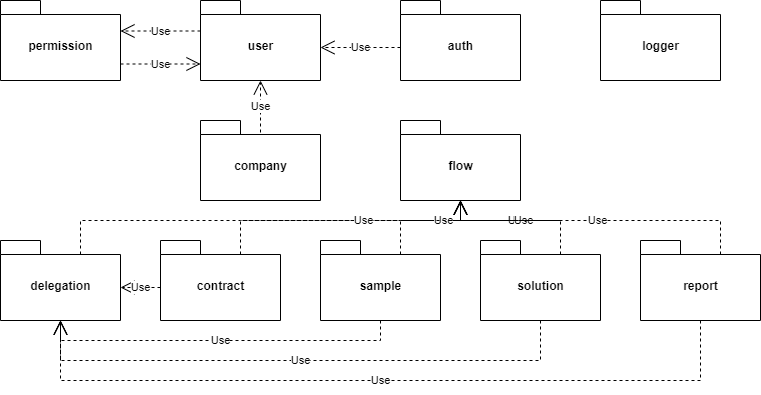 Use
permission
user
Use
auth
logger
Use
Use
company
flow
Use
Use
UUse
Use
delegation
Use
contract
sample
solution
report
Use
Use
Use